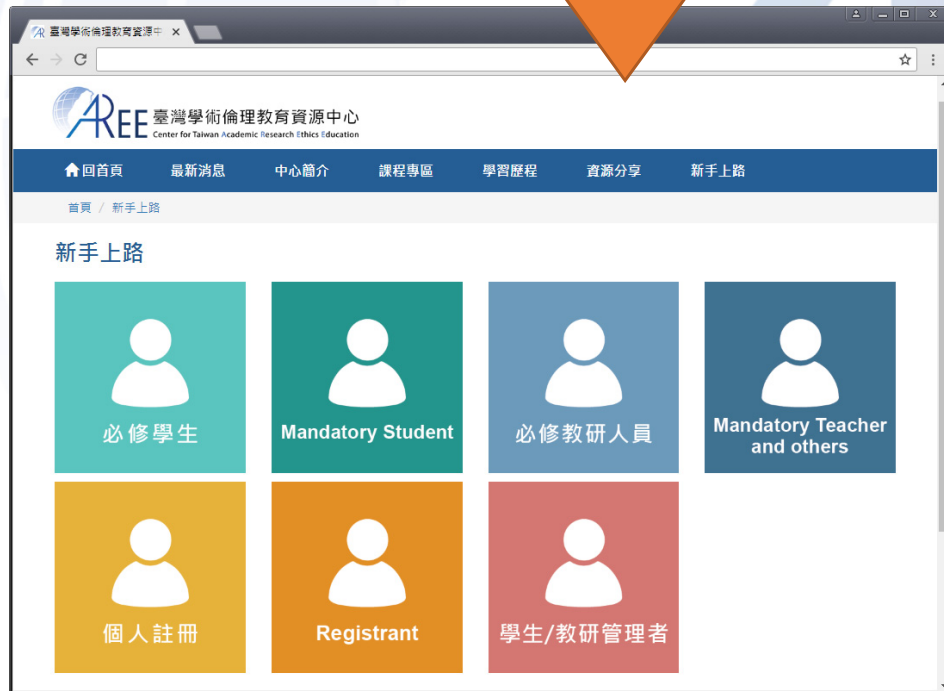 臺灣學術倫理教育資源中
AREE 臺灣學術倫理教育資源中心
Center for Taiwan Academic Research Ethics Education
回首頁 最新消息 中心簡介 課程專區 學習歷程 資源分享 新手上路
首頁 / 新手上路
新手上路
必修學生
Mandatory Student
必修教研人員
Mandatory Teacher
and others
個人註冊
Registrant
學生/教研管理者